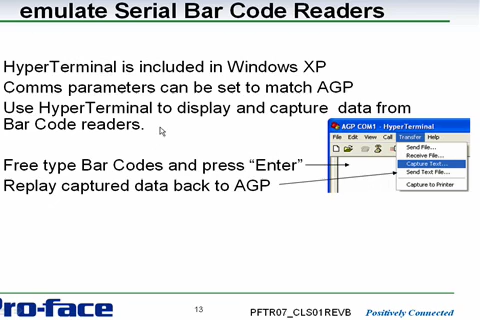 emulate Serial Bar Code Readers
HyperTerminal is included in Windows XP
Comms parameters can be set to match AGP
Use HyperTerminal to display and capture data from
Bar Code readers.
AGP COM1 - HyperTerminal
File Edit View Call Transfer Help
Send File...
Receive File...
Capture Text...
Send Text File...
Capture to Printer
Free type Bar Codes and press “Enter”
Replay captured data back to AGP
Pro-face
13
PFTR07_CLS01REVB
Positively Connected